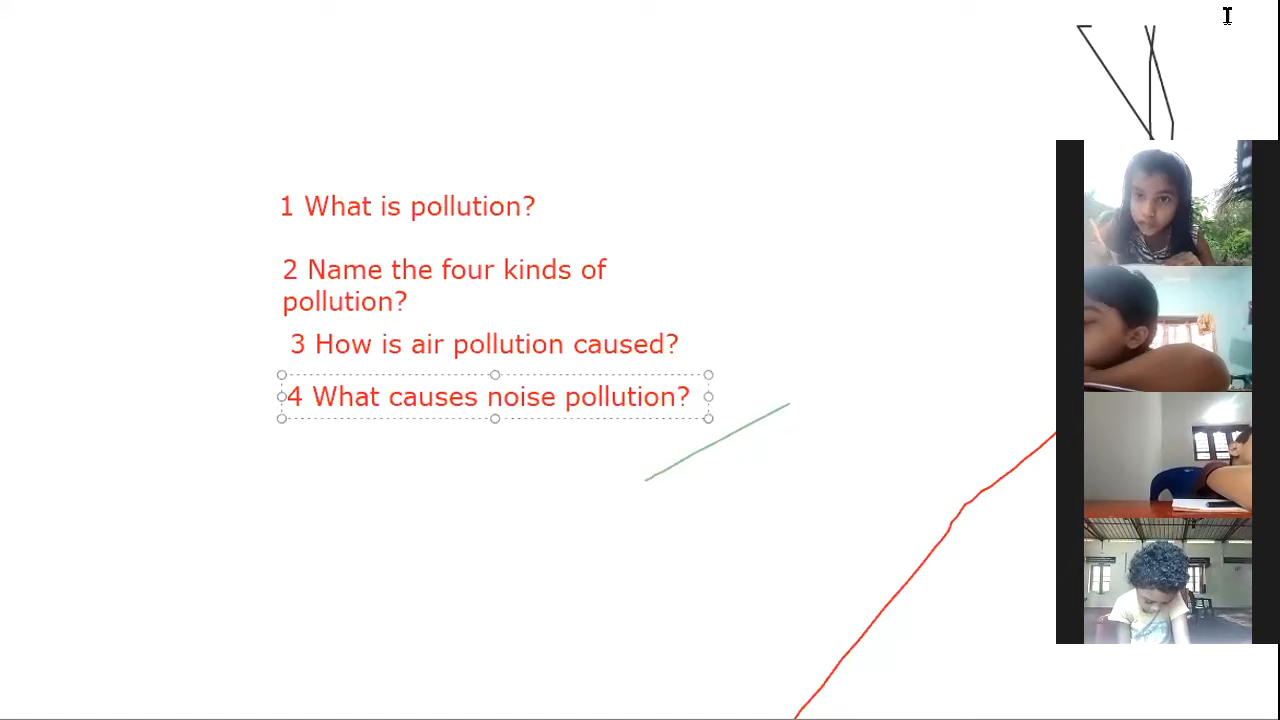 1 What is pollution?
2 Name the four kinds of
pollution?
3 How is air pollution caused?
4 What causes noise pollution?